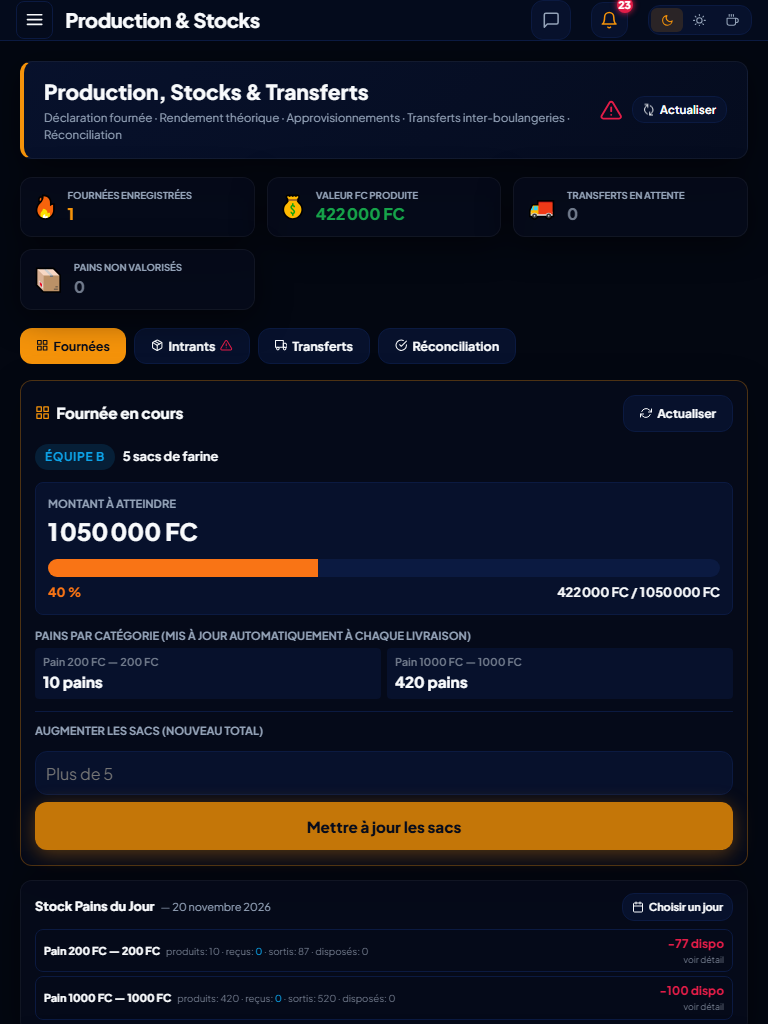 Production & Stocks
23
Production, Stocks & Transferts
Déclaration fournée · Rendement théorique · Approvisionnements · Transferts inter-boulangeries ·
Réconciliation
Actualiser
FOURNÉES ENREGISTRÉES
1
VALEUR FC PRODUITE
422 000 FC
TRANSFERTS EN ATTENTE
0
PAINS NON VALORISÉS
0
Fournées
Intrants
Transferts
Réconciliation
Fournée en cours
Actualiser
ÉQUIPE B
5 sacs de farine
MONTANT À ATTEINDRE
1 050 000 FC
40 %
422 000 FC / 1 050 000 FC
PAINS PAR CATÉGORIE (MIS À JOUR AUTOMATIQUEMENT À CHAQUE LIVRAISON)
Pain 200 FC — 200 FC
10 pains
Pain 1000 FC — 1000 FC
420 pains
AUGMENTER LES SACS (NOUVEAU TOTAL)
Plus de 5
Mettre à jour les sacs
Stock Pains du Jour — 20 novembre 2026
Choisir un jour
Pain 200 FC — 200 FC produits: 10 · reçus: 0 · sortis: 87 · disposés: 0
-77 dispo
voir détail
Pain 1000 FC — 1000 FC produits: 420 · reçus: 0 · sortis: 520 · disposés: 0
-100 dispo
voir détail